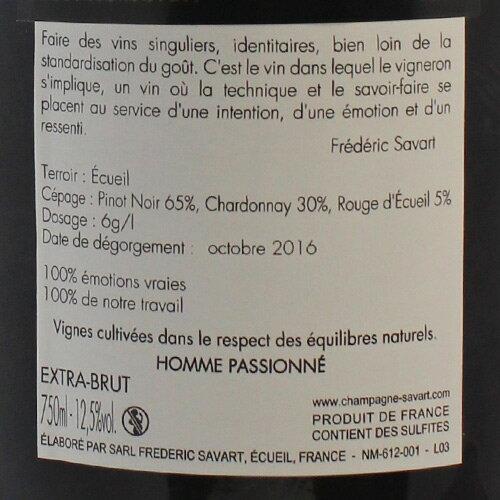 Faire des vins singuliers, identitaires, bien loin de la
standardisation du goût. C'est le vin dans lequel le vigneron
s'implique, un vin où la technique et le savoir-faire se
placent au service d'une intention, d'une émotion et d'un
ressenti.
Frédéric Savart
Terroir : Écueil
Cépage : Pinot Noir 65%, Chardonnay 30%, Rouge d'Écueil 5%
Dosage : 6g/l
Date de dégorgement : octobre 2016
100% émotions vraies
100% de notre travail
Vignes cultivées dans le respect des équilibres naturels.
HOMME PASSIONNÉ
EXTRA-BRUT
750ml - 12,5%vol.
www.champagne-savart.com
PRODUIT DE FRANCE
CONTIENT DES SULFITES
ÉLABORÉ PAR SARL FREDERIC SAVART, ÉCUEIL, FRANCE - NM-612-001 - L03